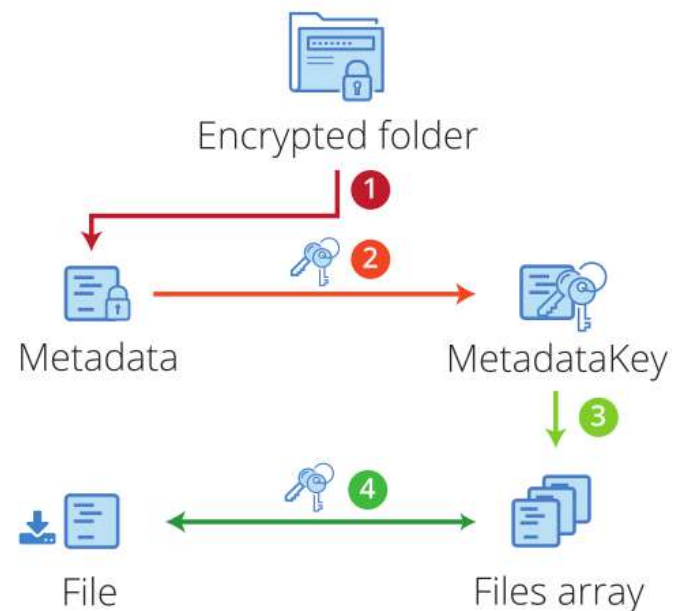 Encrypted folder
1
2
Metadata
MetadataKey
3
4
File
Files array